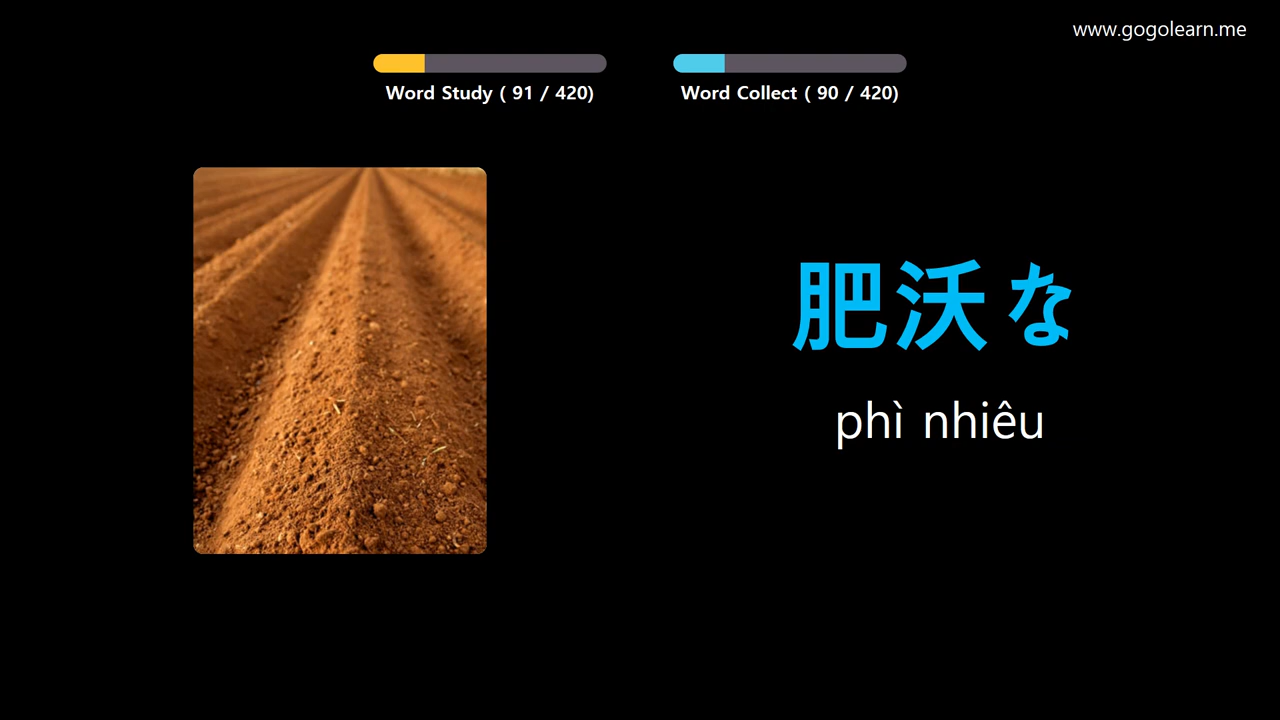 www.gogolearn.me
Word Study ( 91 / 420)
Word Collect ( 90 / 420)
肥沃な
phì nhiêu